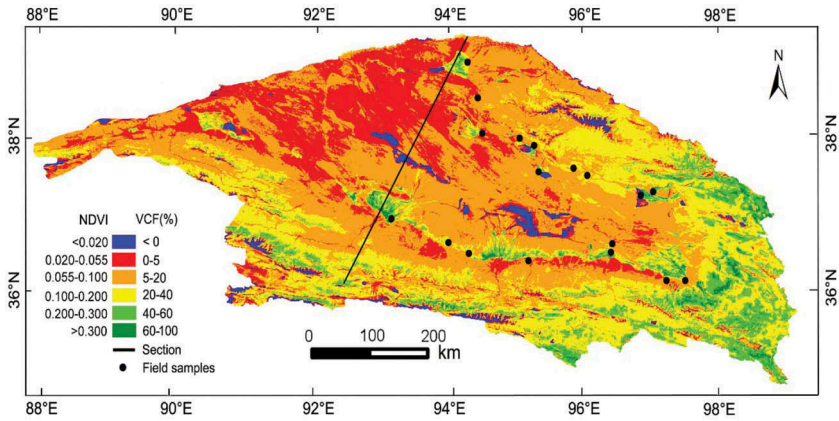 88°E 90°E 92°E 94°E 96°E 98°E
N
38°N 38°N
36°N 36°N
NDVI VCF(%)
<0.020 < 0
0.020-0.055 0-5
0.055-0.100 5-20
0.100-0.200 20-40
0.200-0.300 40-60
>0.300 60-100
Section
Field samples
0 100 200
km
88°E 90°E 92°E 94°E 96°E 98°E